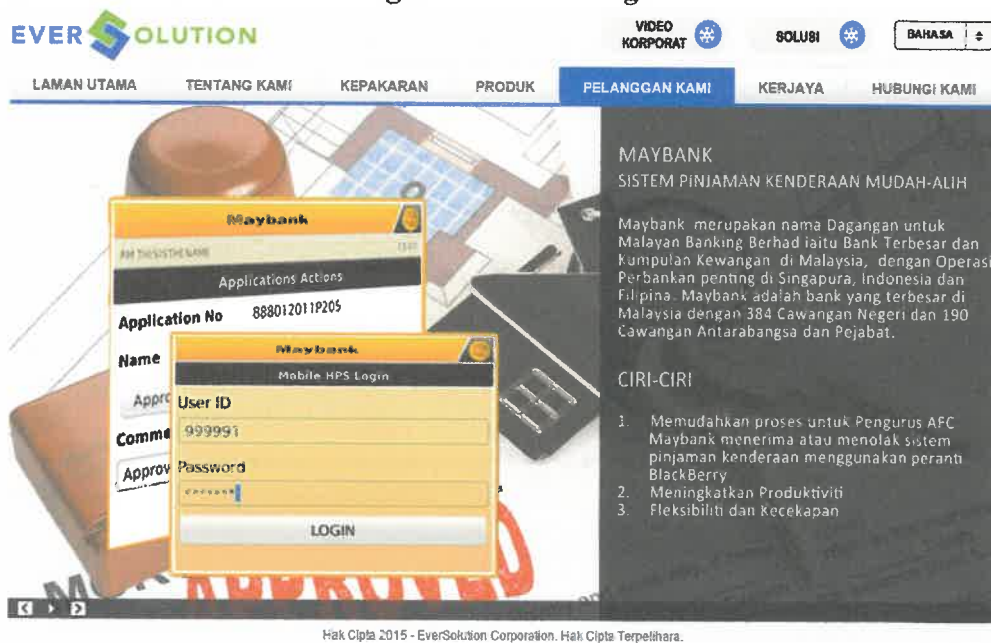 EVERSOLUTION
VIDEO KORPORAT
SOLUSI
BAHASA
LAMAN UTAMA TENTANG KAMI KEPAKARAN PRODUK PELANGGAN KAMI KERJAYA HUBUNGI KAMI
MAYBANK
SISTEM PINJAMAN KENDERAAN MUDAH-ALIH
Maybank merupakan nama Dagangan untuk
Malayan Banking Berhad iaitu Bank Terbesar dan
Kumpulan Kewangan di Malaysia, dengan Operasi
Perbankan penting di Singapura, Indonesia dan
Filipina. Maybank adalah bank yang terbesar di
Malaysia dengan 384 Cawangan Negeri dan 190
Cawangan Antarabangsa dan Pejabat.
CIRI-CIRI
1. Memudahkan proses untuk Pengurus AFC
Maybank menerima atau menolak sistem
pinjaman kenderaan menggunakan peranti
BlackBerry
2. Meningkatkan Produktiviti
3. Fleksibiliti dan Kecekapan
Maybank
Applications Actions
Application No 888012011P205
Name
Appro
Comme
Approv
Maybank
Mobile HPS Login
User ID
999991
Password
*******
LOGIN
APPROVED
Hak Cipta 2015 - EverSolution Corporation. Hak Cipta Terpelihara.